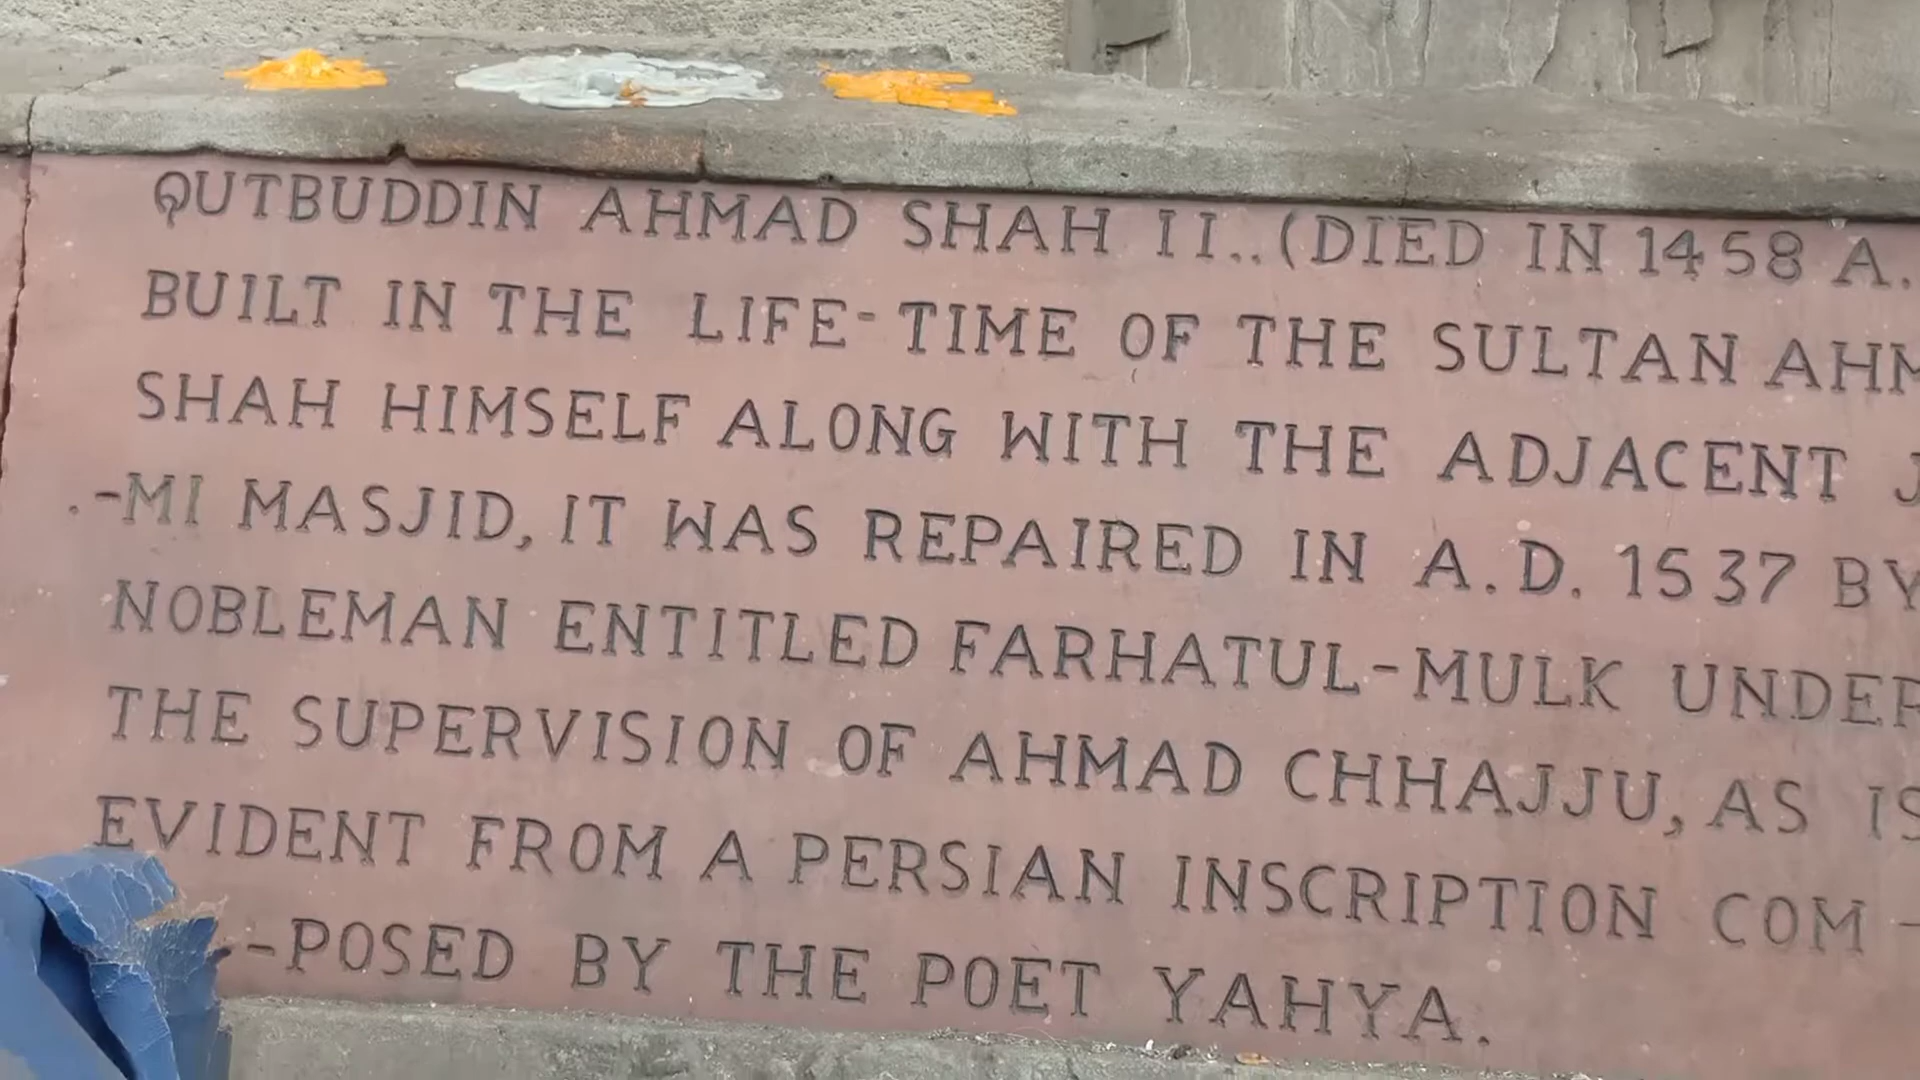 QUTBUDDIN AHMAD SHAH II..(DIED IN 1458 A.
BUILT IN THE LIFE-TIME OF THE SULTAN
SHAH HIMSELF ALONG WITH THE ADJACENT
.-MI MASJID, IT WAS REPAIRED IN A.D. 1537 BY
NOBLEMAN ENTITLED FARHATUL-MULK UNDER
THE SUPERVISION OF AHMAD CHHAJJU, AS IS
EVIDENT FROM A PERSIAN INSCRIPTION COM-
-POSED BY THE POET YAHYA.